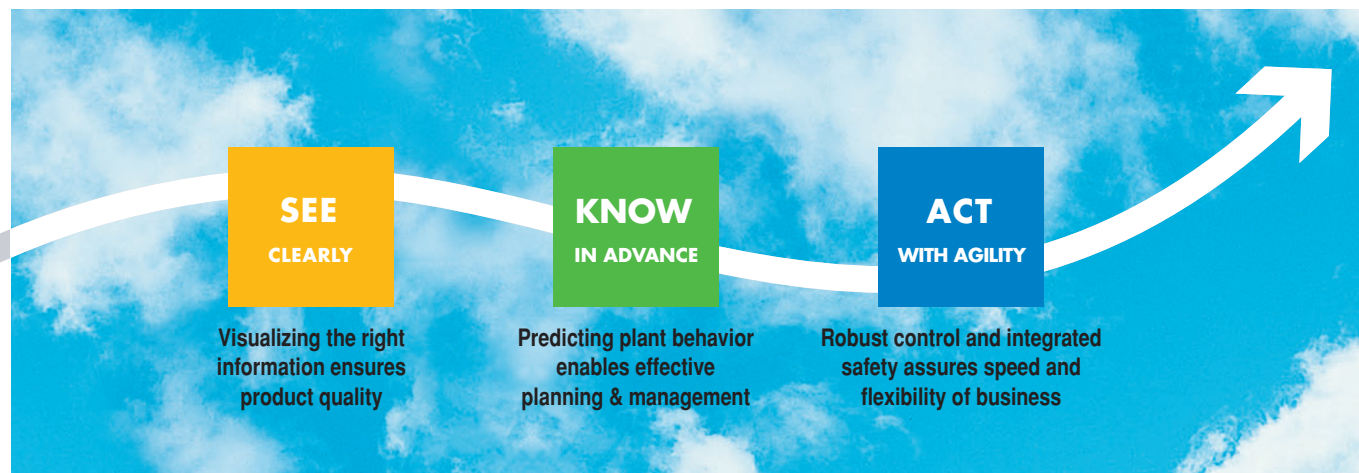 SEE
CLEARLY
Visualizing the right
information ensures
product quality
KNOW
IN ADVANCE
Predicting plant behavior
enables effective
planning & management
ACT
WITH AGILITY
Robust control and integrated
safety assures speed and
flexibility of business